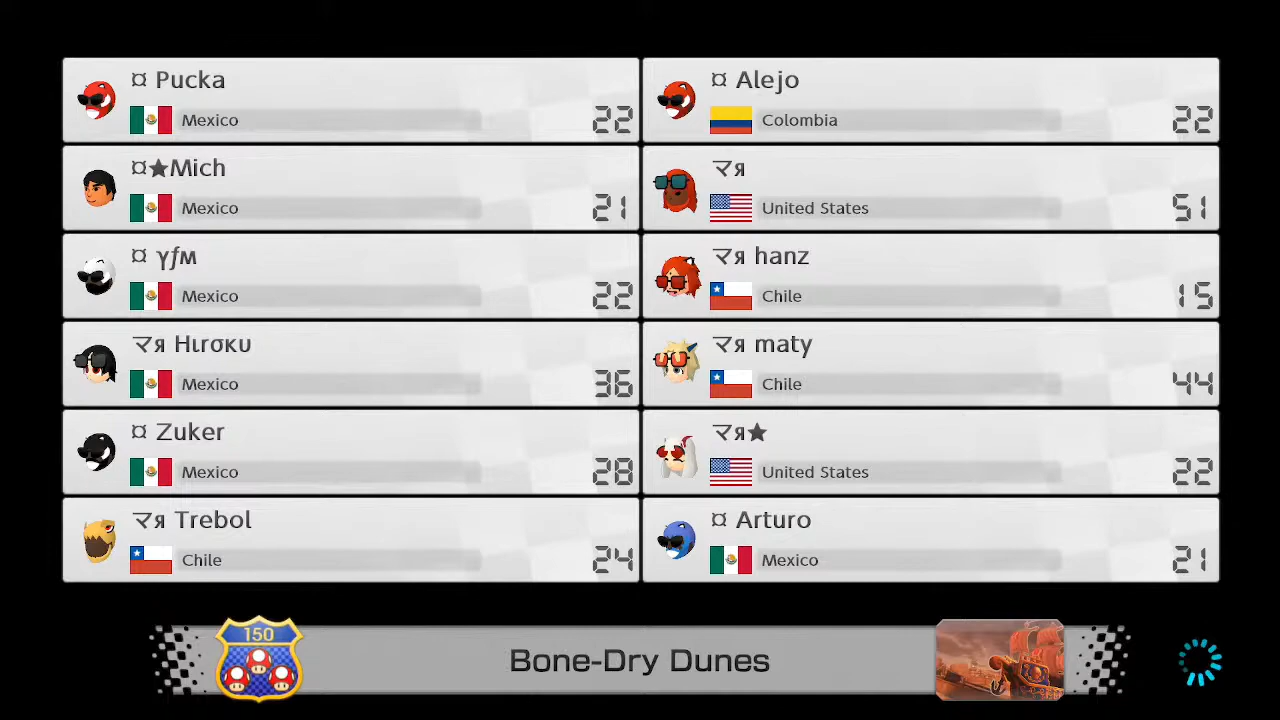 ¤ Pucka
Mexico
22
¤ Alejo
Colombia
22
¤★Mich
Mexico
21
マя
United States
51
¤ γƒм
Mexico
22
マя hanz
Chile
15
マя Hιroκυ
Mexico
36
マя maty
Chile
44
¤ Zuker
Mexico
28
マя★
United States
22
マя Trebol
Chile
24
¤ Arturo
Mexico
21
150
Bone-Dry Dunes